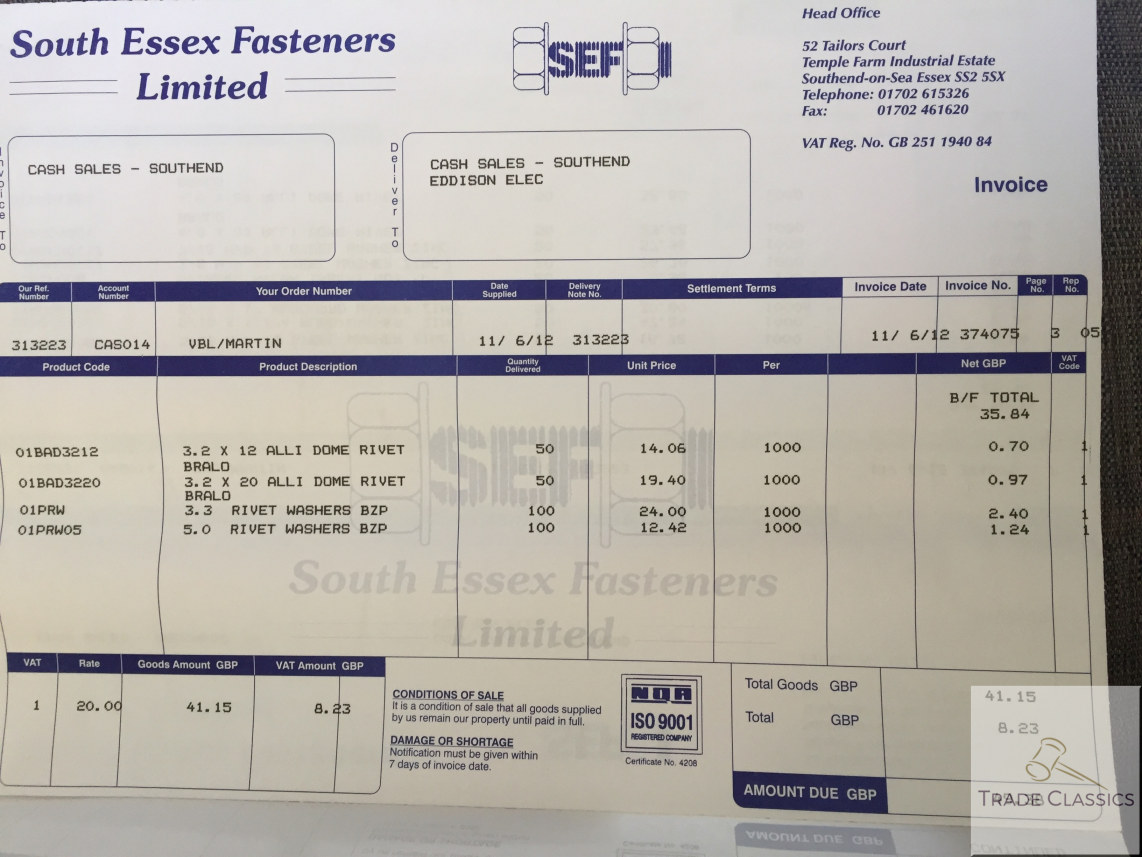 South Essex Fasteners
Limited
SEF
Head Office
52 Tailors Court
Temple Farm Industrial Estate
Southend-on-Sea Essex SS2 5SX
Telephone: 01702 615326
Fax: 01702 461620
VAT Reg. No. GB 251 1940 84
Invoice
Invoice To
CASH SALES - SOUTHEND
Deliver To
CASH SALES - SOUTHEND
EDDISON ELEC
Our Ref. Number Account Number Your Order Number Date Supplied Delivery Note No. Settlement Terms Invoice Date Invoice No. Page No. Rep No.
313223 CAS014 VBL/MARTIN 11/ 6/12 313223 11/ 6/12 374075 3 05
Product Code Product Description Quantity Delivered Unit Price Per Net GBP VAT Code
B/F TOTAL
35.84
01BAD3212 3.2 X 12 ALLI DOME RIVET 50 14.06 1000 0.70 1
BRALO
01BAD3220 3.2 X 20 ALLI DOME RIVET 50 19.40 1000 0.97 1
BRALO
01PRW 3.3 RIVET WASHERS BZP 100 24.00 1000 2.40 1
01PRW05 5.0 RIVET WASHERS BZP 100 12.42 1000 1.24 1
SEF
South Essex Fasteners
Limited
VAT Rate Goods Amount GBP VAT Amount GBP
1 20.00 41.15 8.23
CONDITIONS OF SALE
It is a condition of sale that all goods supplied
by us remain our property until paid in full.
DAMAGE OR SHORTAGE
Notification must be given within
7 days of invoice date.
NQA
ISO 9001
REGISTERED COMPANY
Certificate No. 4208
Total Goods GBP 41.15
Total GBP 8.23
AMOUNT DUE GBP
TRADE CLASSICS
AMOUNT DUE GBP